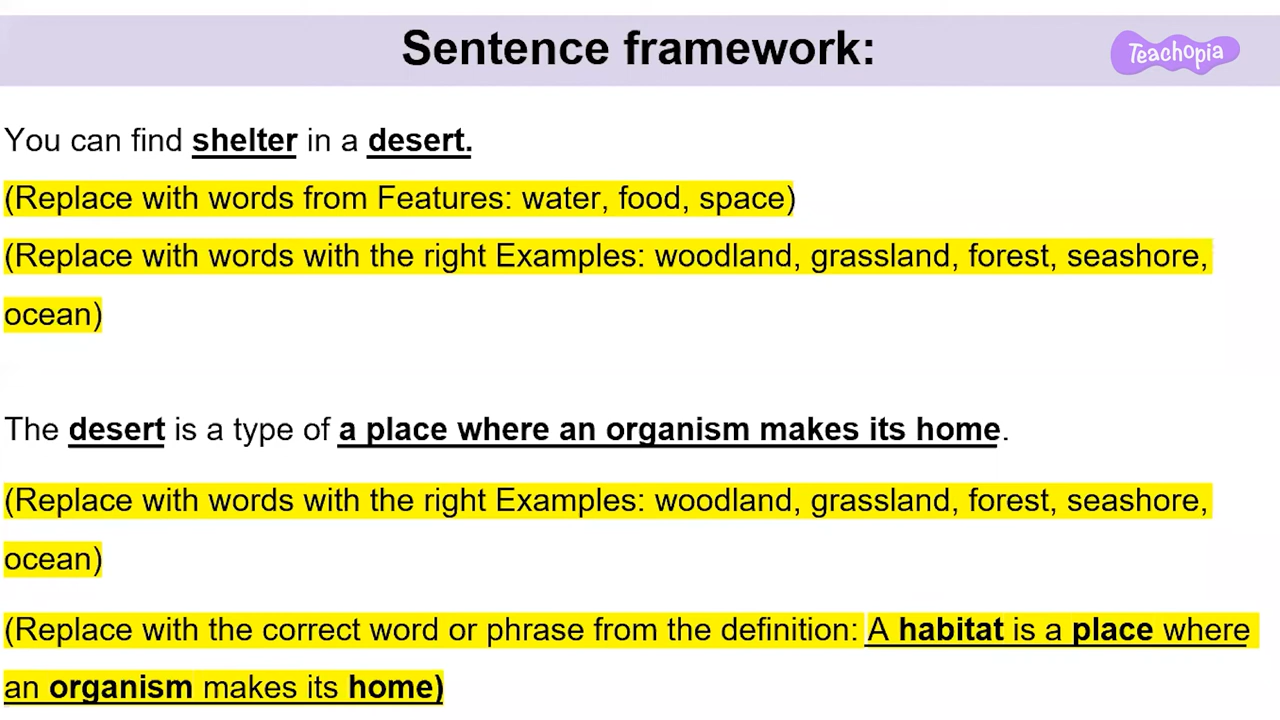 Sentence framework:
Teachopia
You can find shelter in a desert.
(Replace with words from Features: water, food, space)
(Replace with words with the right Examples: woodland, grassland, forest, seashore,
ocean)
The desert is a type of a place where an organism makes its home.
(Replace with words with the right Examples: woodland, grassland, forest, seashore,
ocean)
(Replace with the correct word or phrase from the definition: A habitat is a place where
an organism makes its home)